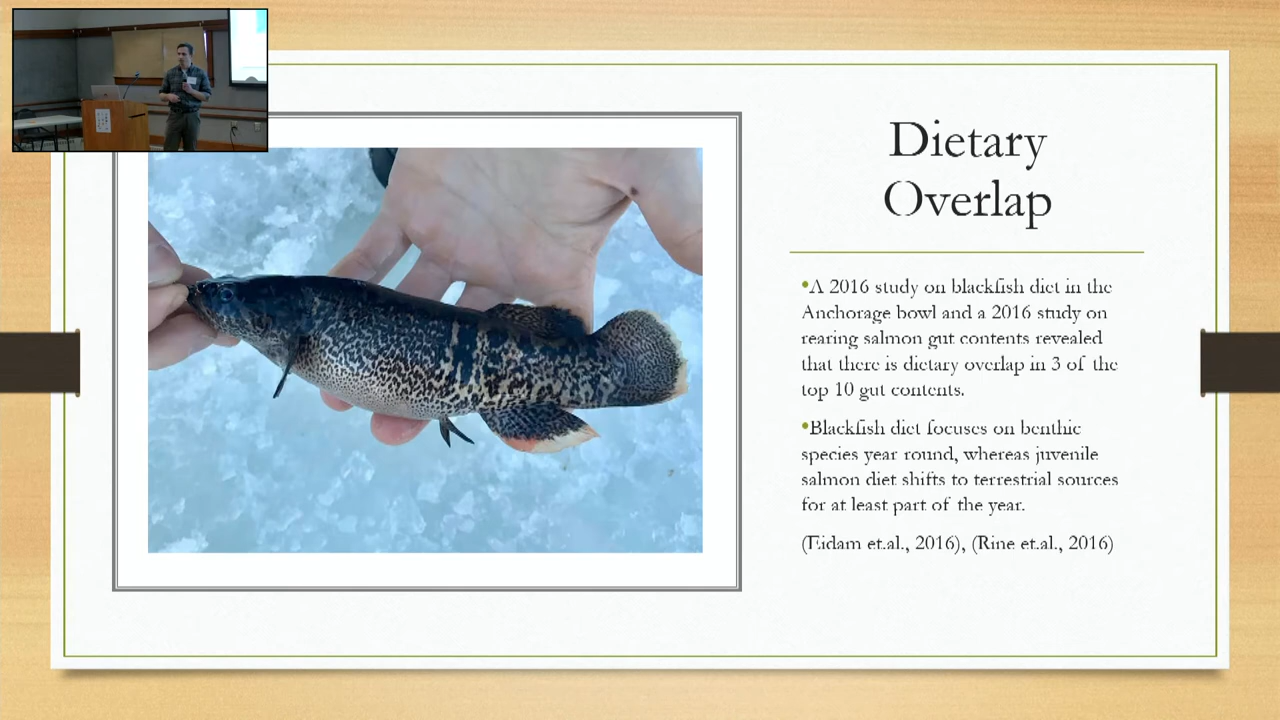 Dietary
Overlap
•A 2016 study on blackfish diet in the
Anchorage bowl and a 2016 study on
rearing salmon gut contents revealed
that there is dietary overlap in 3 of the
top 10 gut contents.
•Blackfish diet focuses on benthic
species year round, whereas juvenile
salmon diet shifts to terrestrial sources
for at least part of the year.
(Eidam et.al., 2016), (Rine et.al., 2016)